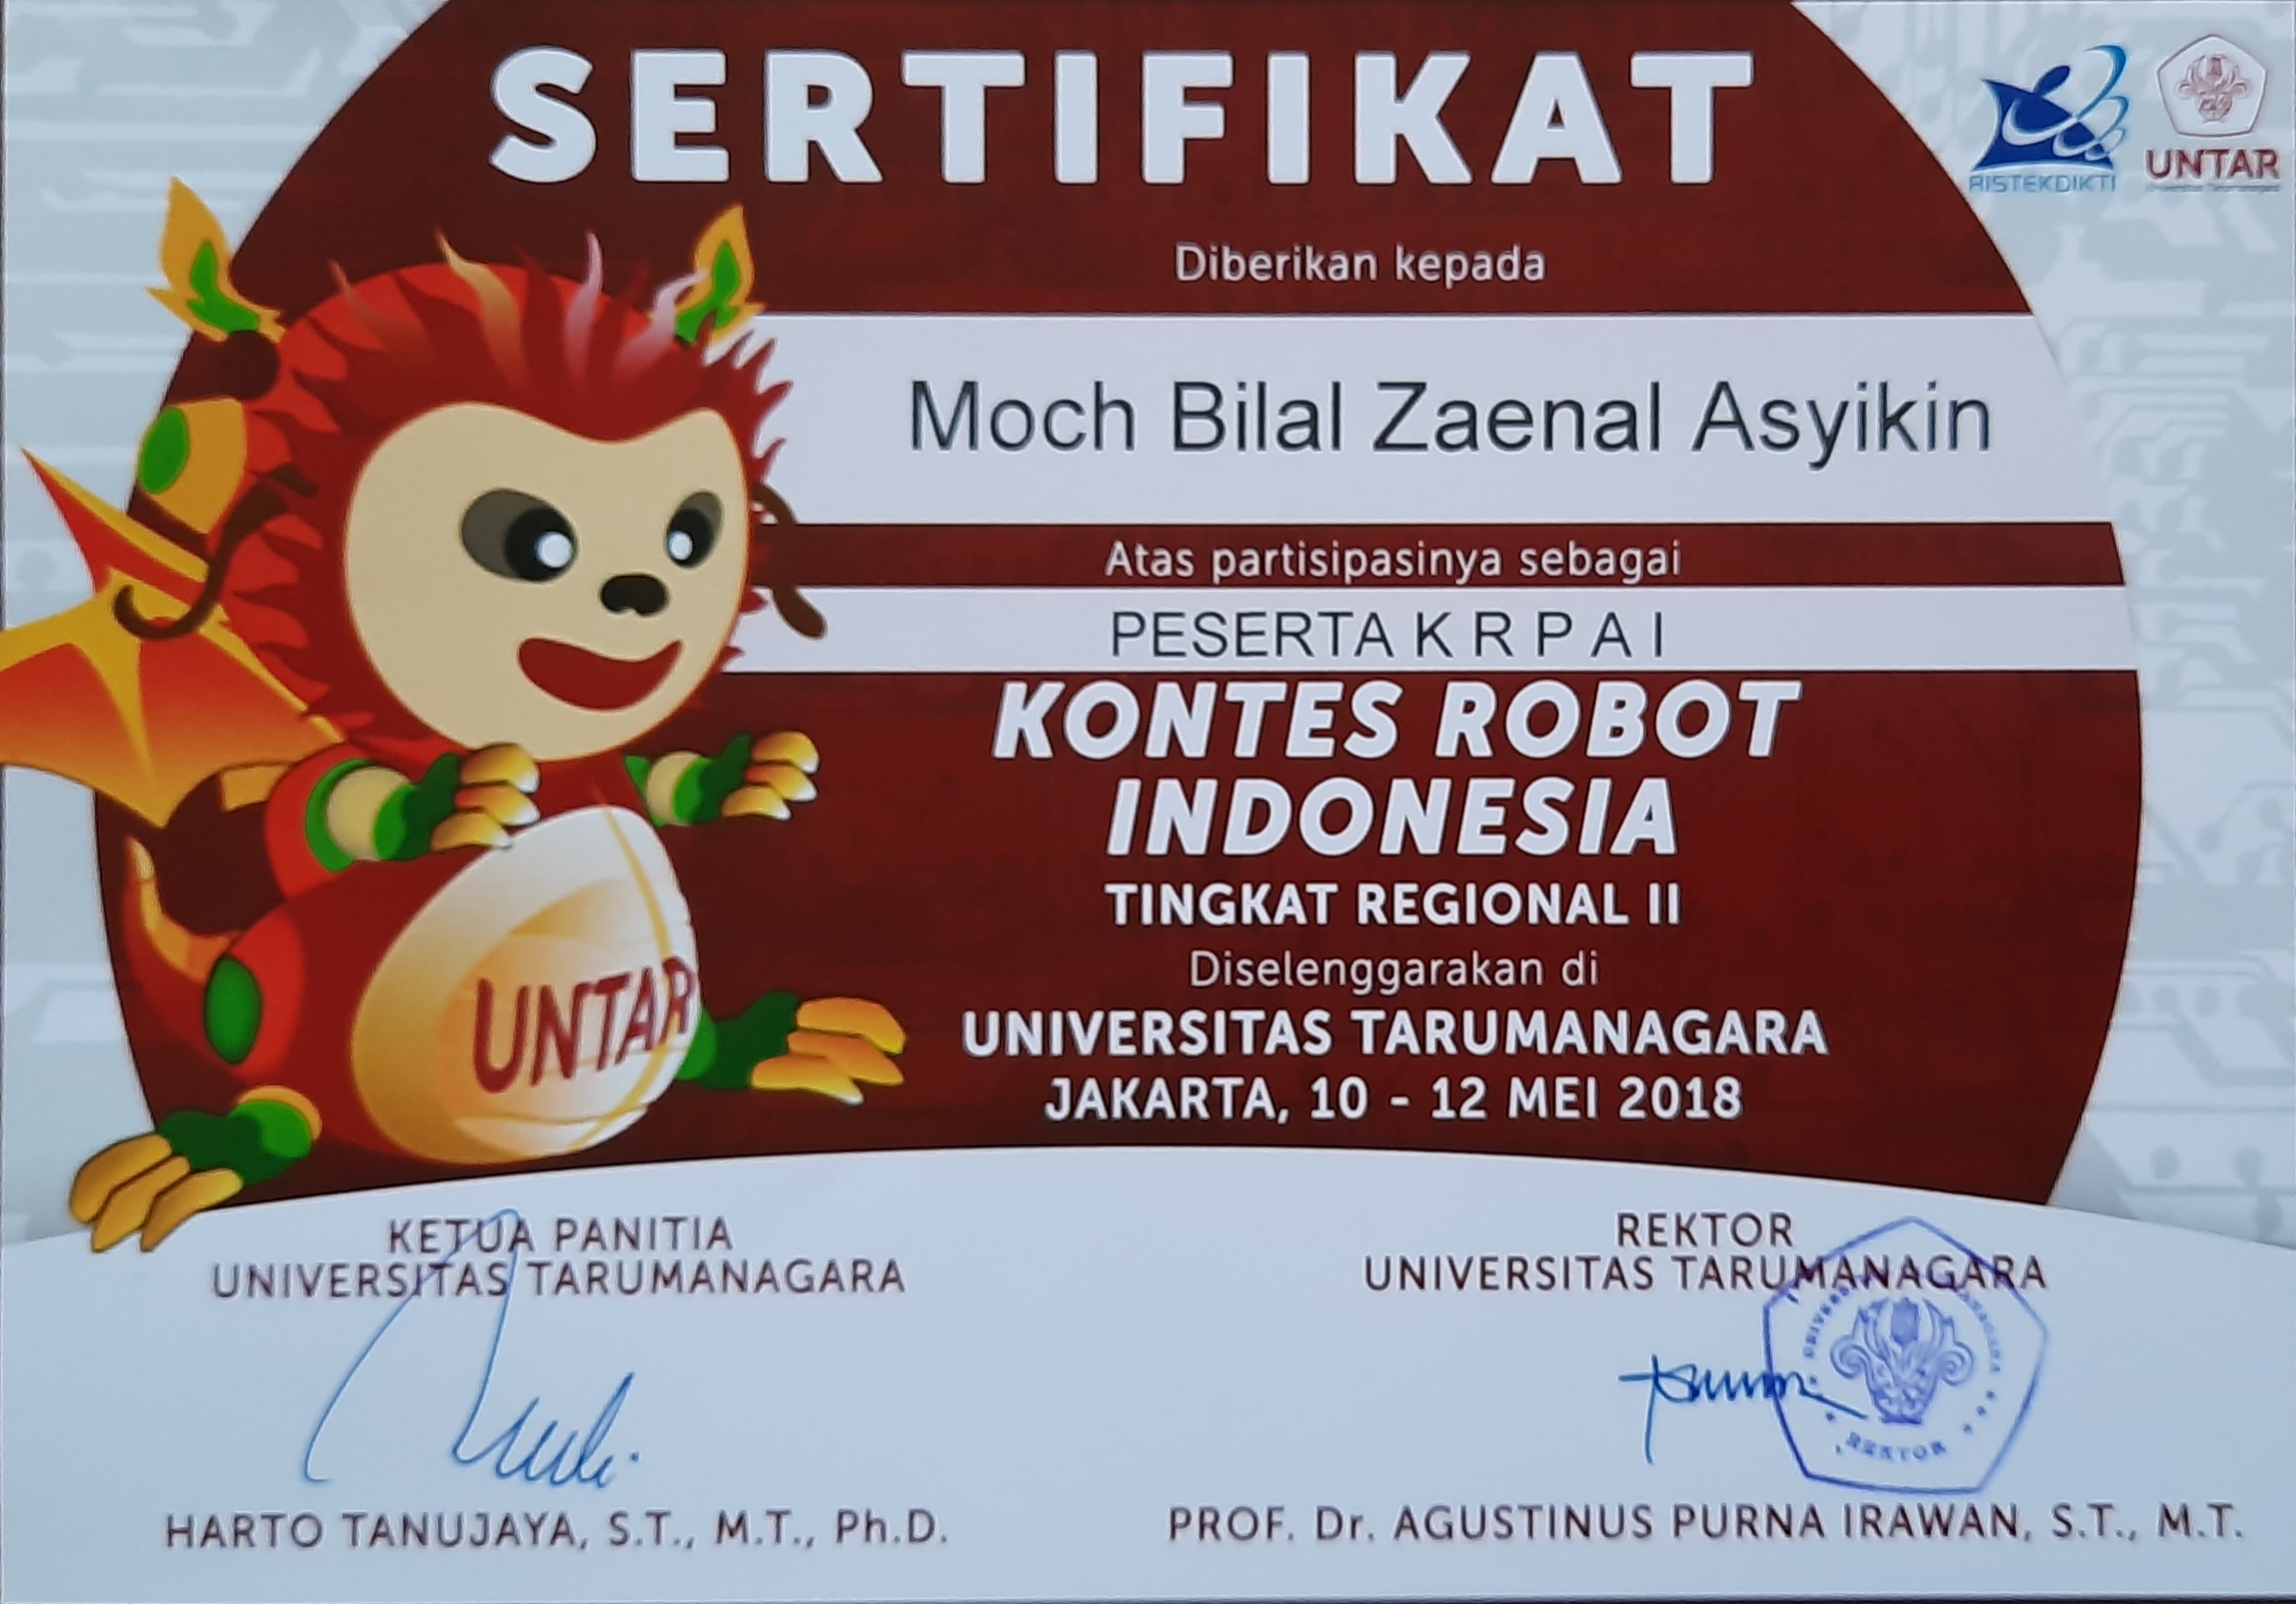 SERTIFIKAT
RISTEKDIKTI
UNTAR
Diberikan kepada
Moch Bilal Zaenal Asyikin
Atas partisipasinya sebagai
PESERTA K R P A I
KONTES ROBOT
INDONESIA
TINGKAT REGIONAL II
Diselenggarakan di
UNIVERSITAS TARUMANAGARA
JAKARTA, 10 - 12 MEI 2018
UNTAR
KETUA PANITIA
UNIVERSITAS TARUMANAGARA
HARTO TANUJAYA, S.T., M.T., Ph.D.
REKTOR
UNIVERSITAS TARUMANAGARA
REKTOR
PROF. Dr. AGUSTINUS PURNA IRAWAN, S.T., M.T.